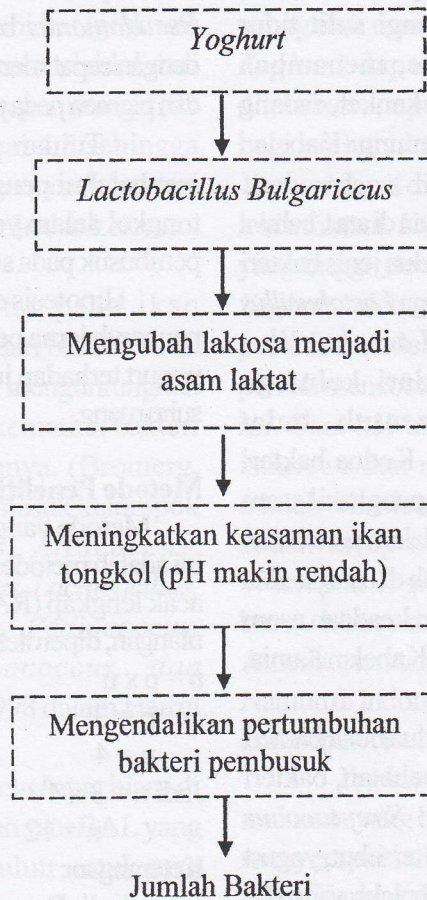 Yoghurt
Lactobacillus Bulgariccus
Mengubah laktosa menjadi
asam laktat
Meningkatkan keasaman ikan
tongkol (pH makin rendah)
Mengendalikan pertumbuhan
bakteri pembusuk
Jumlah Bakteri